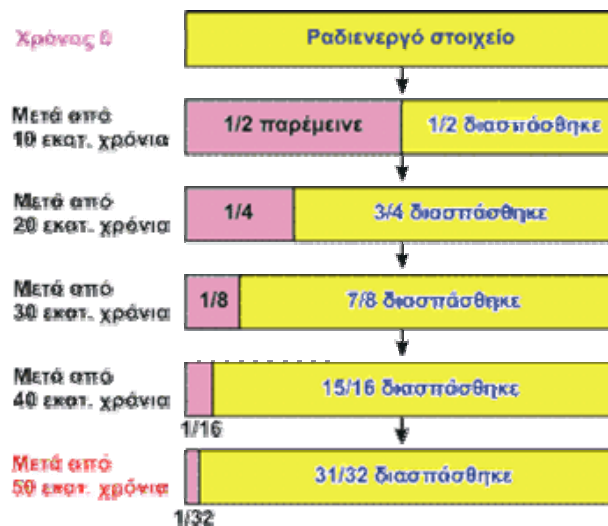 Χρόνος 0
Ραδιενεργό στοιχείο
Μετά από
10 εκατ. χρόνια
1/2 παρέμεινε
1/2 διασπάσθηκε
Μετά από
20 εκατ. χρόνια
1/4
3/4 διασπάσθηκε
Μετά από
30 εκατ. χρόνια
1/8
7/8 διασπάσθηκε
Μετά από
40 εκατ. χρόνια
15/16 διασπάσθηκε
1/16
Μετά από
50 εκατ. χρόνια
31/32 διασπάσθηκε
1/32